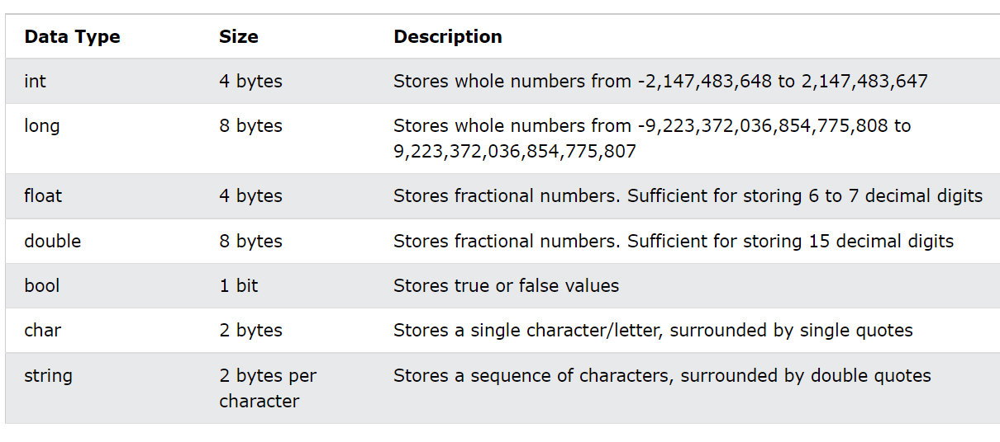 Data Type Size Description
int 4 bytes Stores whole numbers from -2,147,483,648 to 2,147,483,647
long 8 bytes Stores whole numbers from -9,223,372,036,854,775,808 to
9,223,372,036,854,775,807
float 4 bytes Stores fractional numbers. Sufficient for storing 6 to 7 decimal digits
double 8 bytes Stores fractional numbers. Sufficient for storing 15 decimal digits
bool 1 bit Stores true or false values
char 2 bytes Stores a single character/letter, surrounded by single quotes
string 2 bytes per Stores a sequence of characters, surrounded by double quotes
character